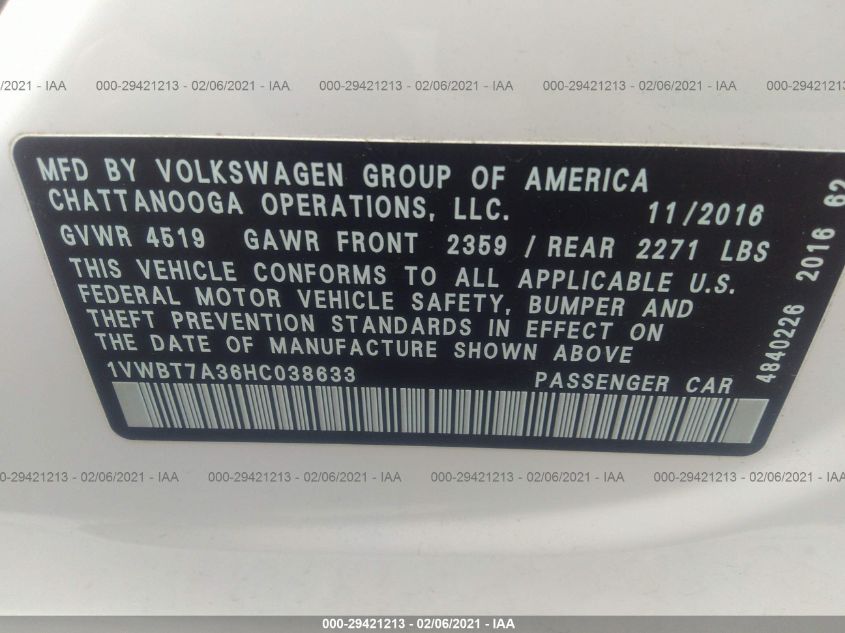 /2021 - IAA 000-29421213 - 02/06/2021 - IAA 000-29421213 - 02/06/2021 - IAA 000-29421213 - 02/06/2021 - IAA 000-29421213
MFD BY VOLKSWAGEN GROUP OF AMERICA
CHATTANOOGA OPERATIONS, LLC. 11/2016
GVWR 4519 GAWR FRONT 2359 / REAR 2271 LBS
THIS VEHICLE CONFORMS TO ALL APPLICABLE U.S.
FEDERAL MOTOR VEHICLE SAFETY, BUMPER AND
THEFT PREVENTION STANDARDS IN EFFECT ON
THE DATE OF MANUFACTURE SHOWN ABOVE
1VWBT7A36HC038633 PASSENGER CAR
4840226 2016 62
000-29421213 - 02/06/2021 - IAA 000-29421213 - 02/06/2021 - IAA 000-29421213 - 02/06/2021 - IAA 000-29421213 - 02/06/2021 - IAA
000-29421213 - 02/06/2021 - IAA